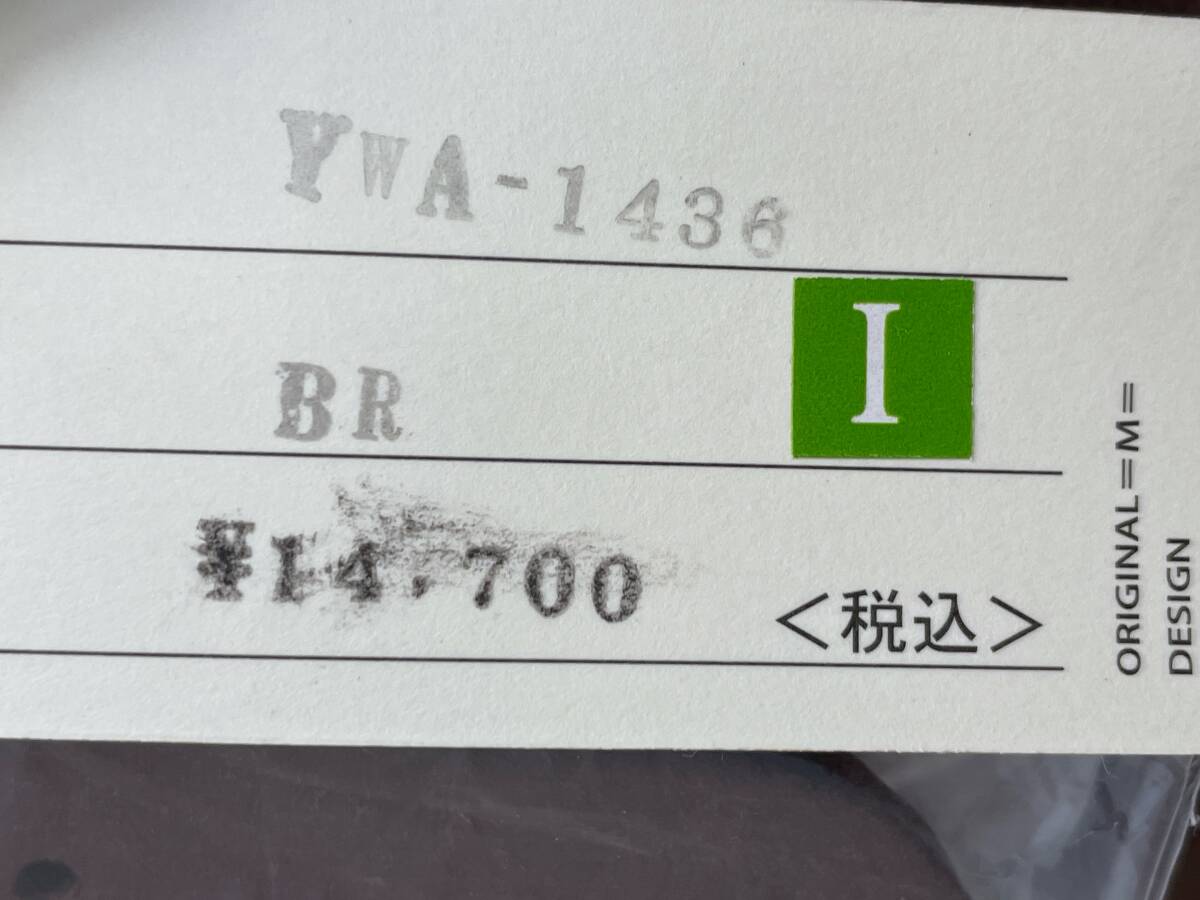 YWA-1436
BR
I
¥14,700
＜税込＞
ORIGINAL=M=
DESIGN